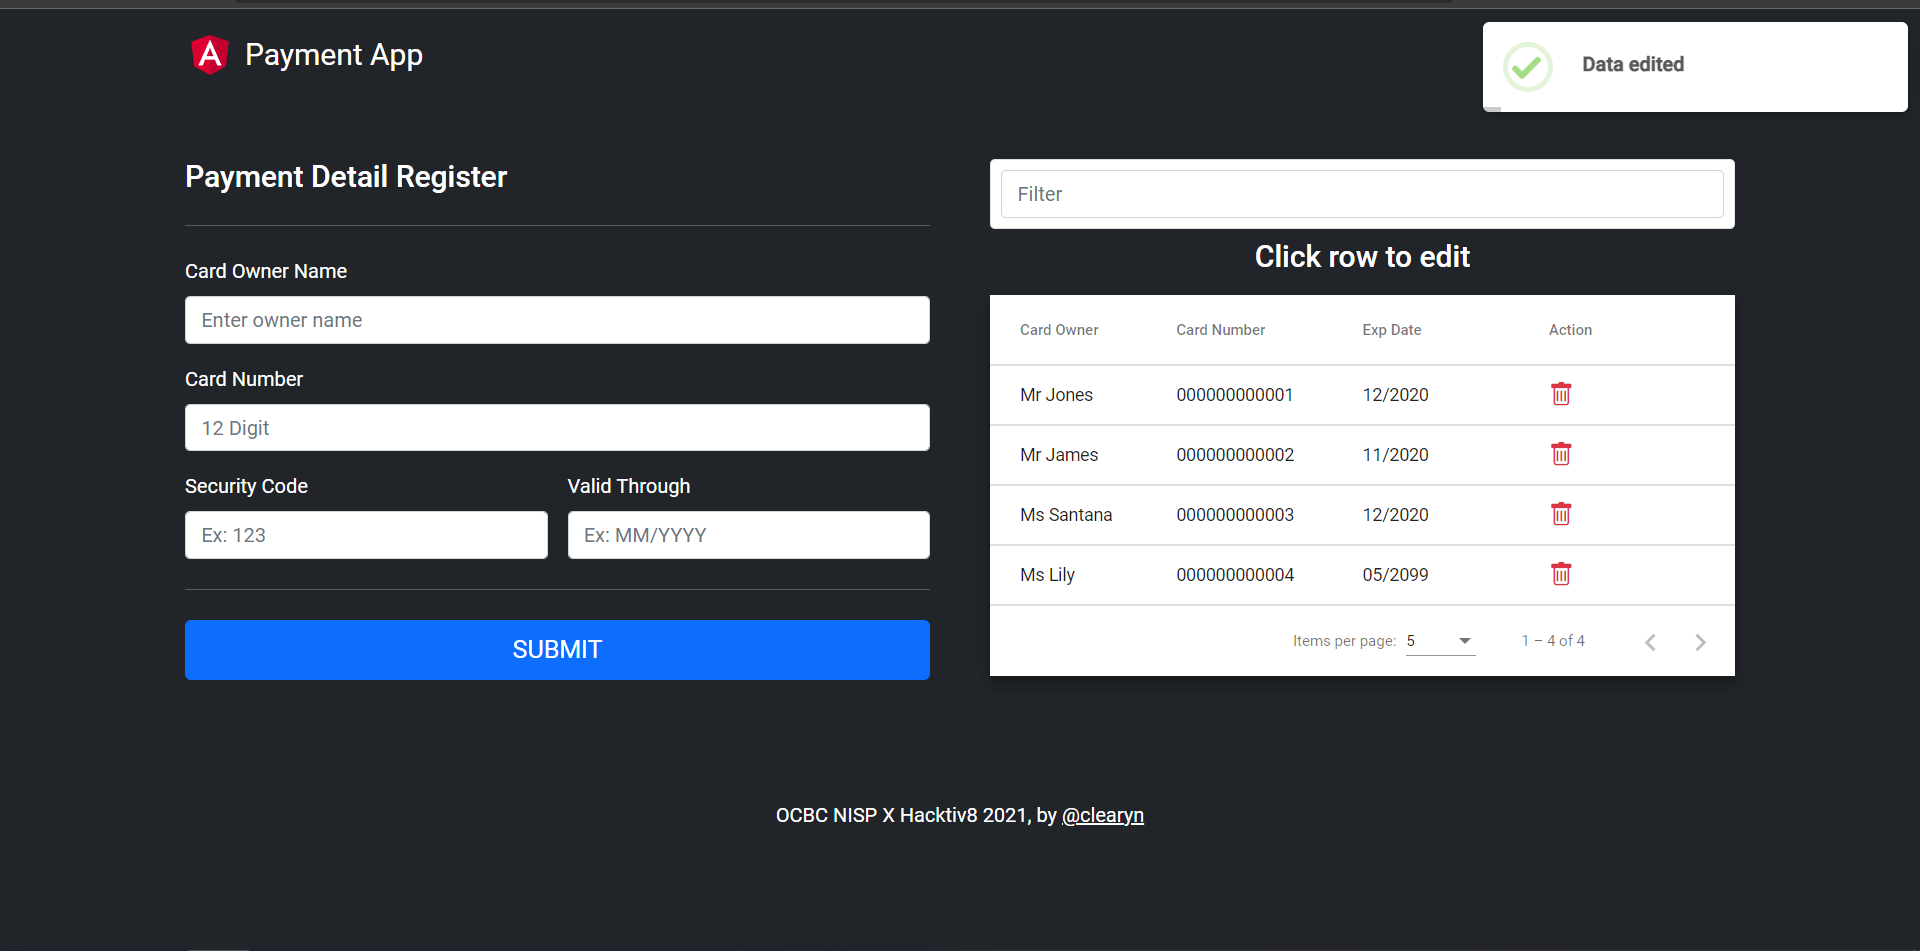 Payment App
Data edited
Payment Detail Register
Card Owner Name
Enter owner name
Card Number
12 Digit
Security Code Valid Through
Ex: 123 Ex: MM/YYYY
SUBMIT
Filter
Click row to edit
Card Owner Card Number Exp Date Action
Mr Jones 000000000001 12/2020
Mr James 000000000002 11/2020
Ms Santana 000000000003 12/2020
Ms Lily 000000000004 05/2099
Items per page: 5 1 – 4 of 4
OCBC NISP X Hacktiv8 2021, by @clearyn